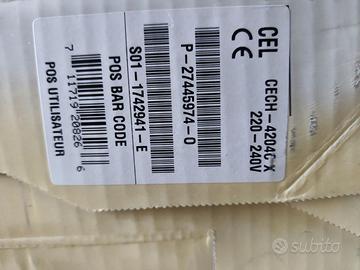 CEL
CECH-4204C X
220-240V
P-27445974-0
S01-1742941-E
POS BAR CODE
7 11719 20826 6
POS UTILISATEUR
subito